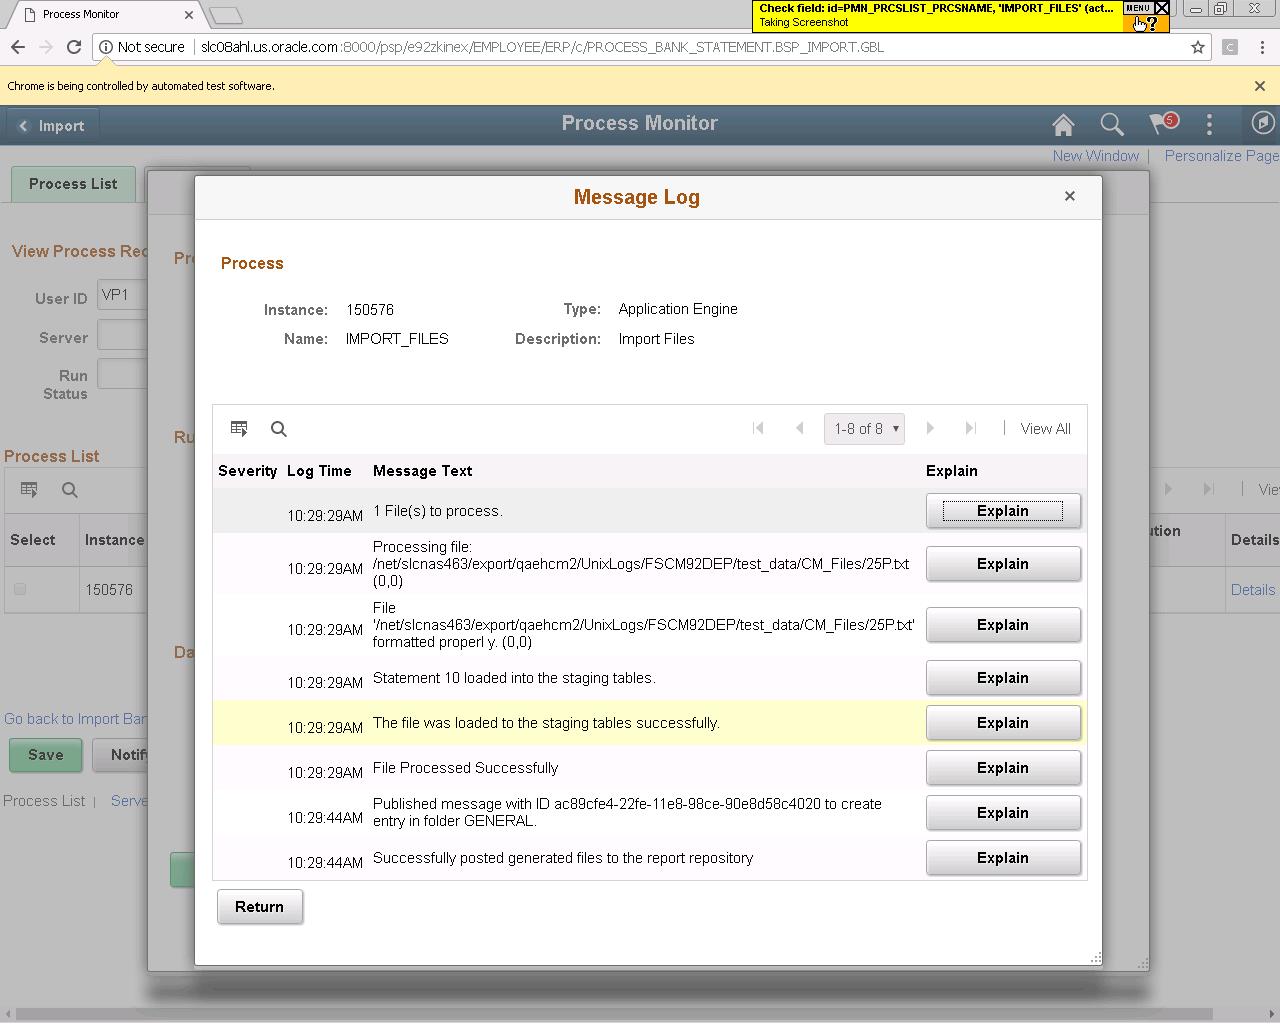 Process Monitor
Check field: id=PMN_PRCSLIST_PRCSNAME, 'IMPORT_FILES' (act...
Taking Screenshot
MENU
Not secure
slc08ahl.us.oracle.com:8000/psp/e92zkinex/EMPLOYEE/ERP/c/PROCESS_BANK_STATEMENT.BSP_IMPORT.GBL
Chrome is being controlled by automated test software.
Import
Process Monitor
5
New Window
Personalize Page
Process List
Message Log
View Process Rec
Pr
Process
User ID
VP1
Instance:
150576
Type:
Application Engine
Server
Name:
IMPORT_FILES
Description:
Import Files
Run
Status
Ru
1-8 of 8
View All
Process List
Severity
Log Time
Message Text
Explain
Vie
10:29:29AM
1 File(s) to process.
Explain
Select
Instance
ution
Details
Processing file:
/net/slcnas463/export/qaehcm2/UnixLogs/FSCM92DEP/test_data/CM_Files/25P.txt
(0,0)
10:29:29AM
Explain
150576
Details
File
'/net/slcnas463/export/qaehcm2/UnixLogs/FSCM92DEP/test_data/CM_Files/25P.txt'
formatted properl y. (0,0)
10:29:29AM
Explain
Da
10:29:29AM
Statement 10 loaded into the staging tables.
Explain
Go back to Import Ban
10:29:29AM
The file was loaded to the staging tables successfully.
Explain
Save
Notif
10:29:29AM
File Processed Successfully
Explain
Process List
Serve
10:29:44AM
Published message with ID ac89cfe4-22fe-11e8-98ce-90e8d58c4020 to create
entry in folder GENERAL.
Explain
10:29:44AM
Successfully posted generated files to the report repository
Explain
Return